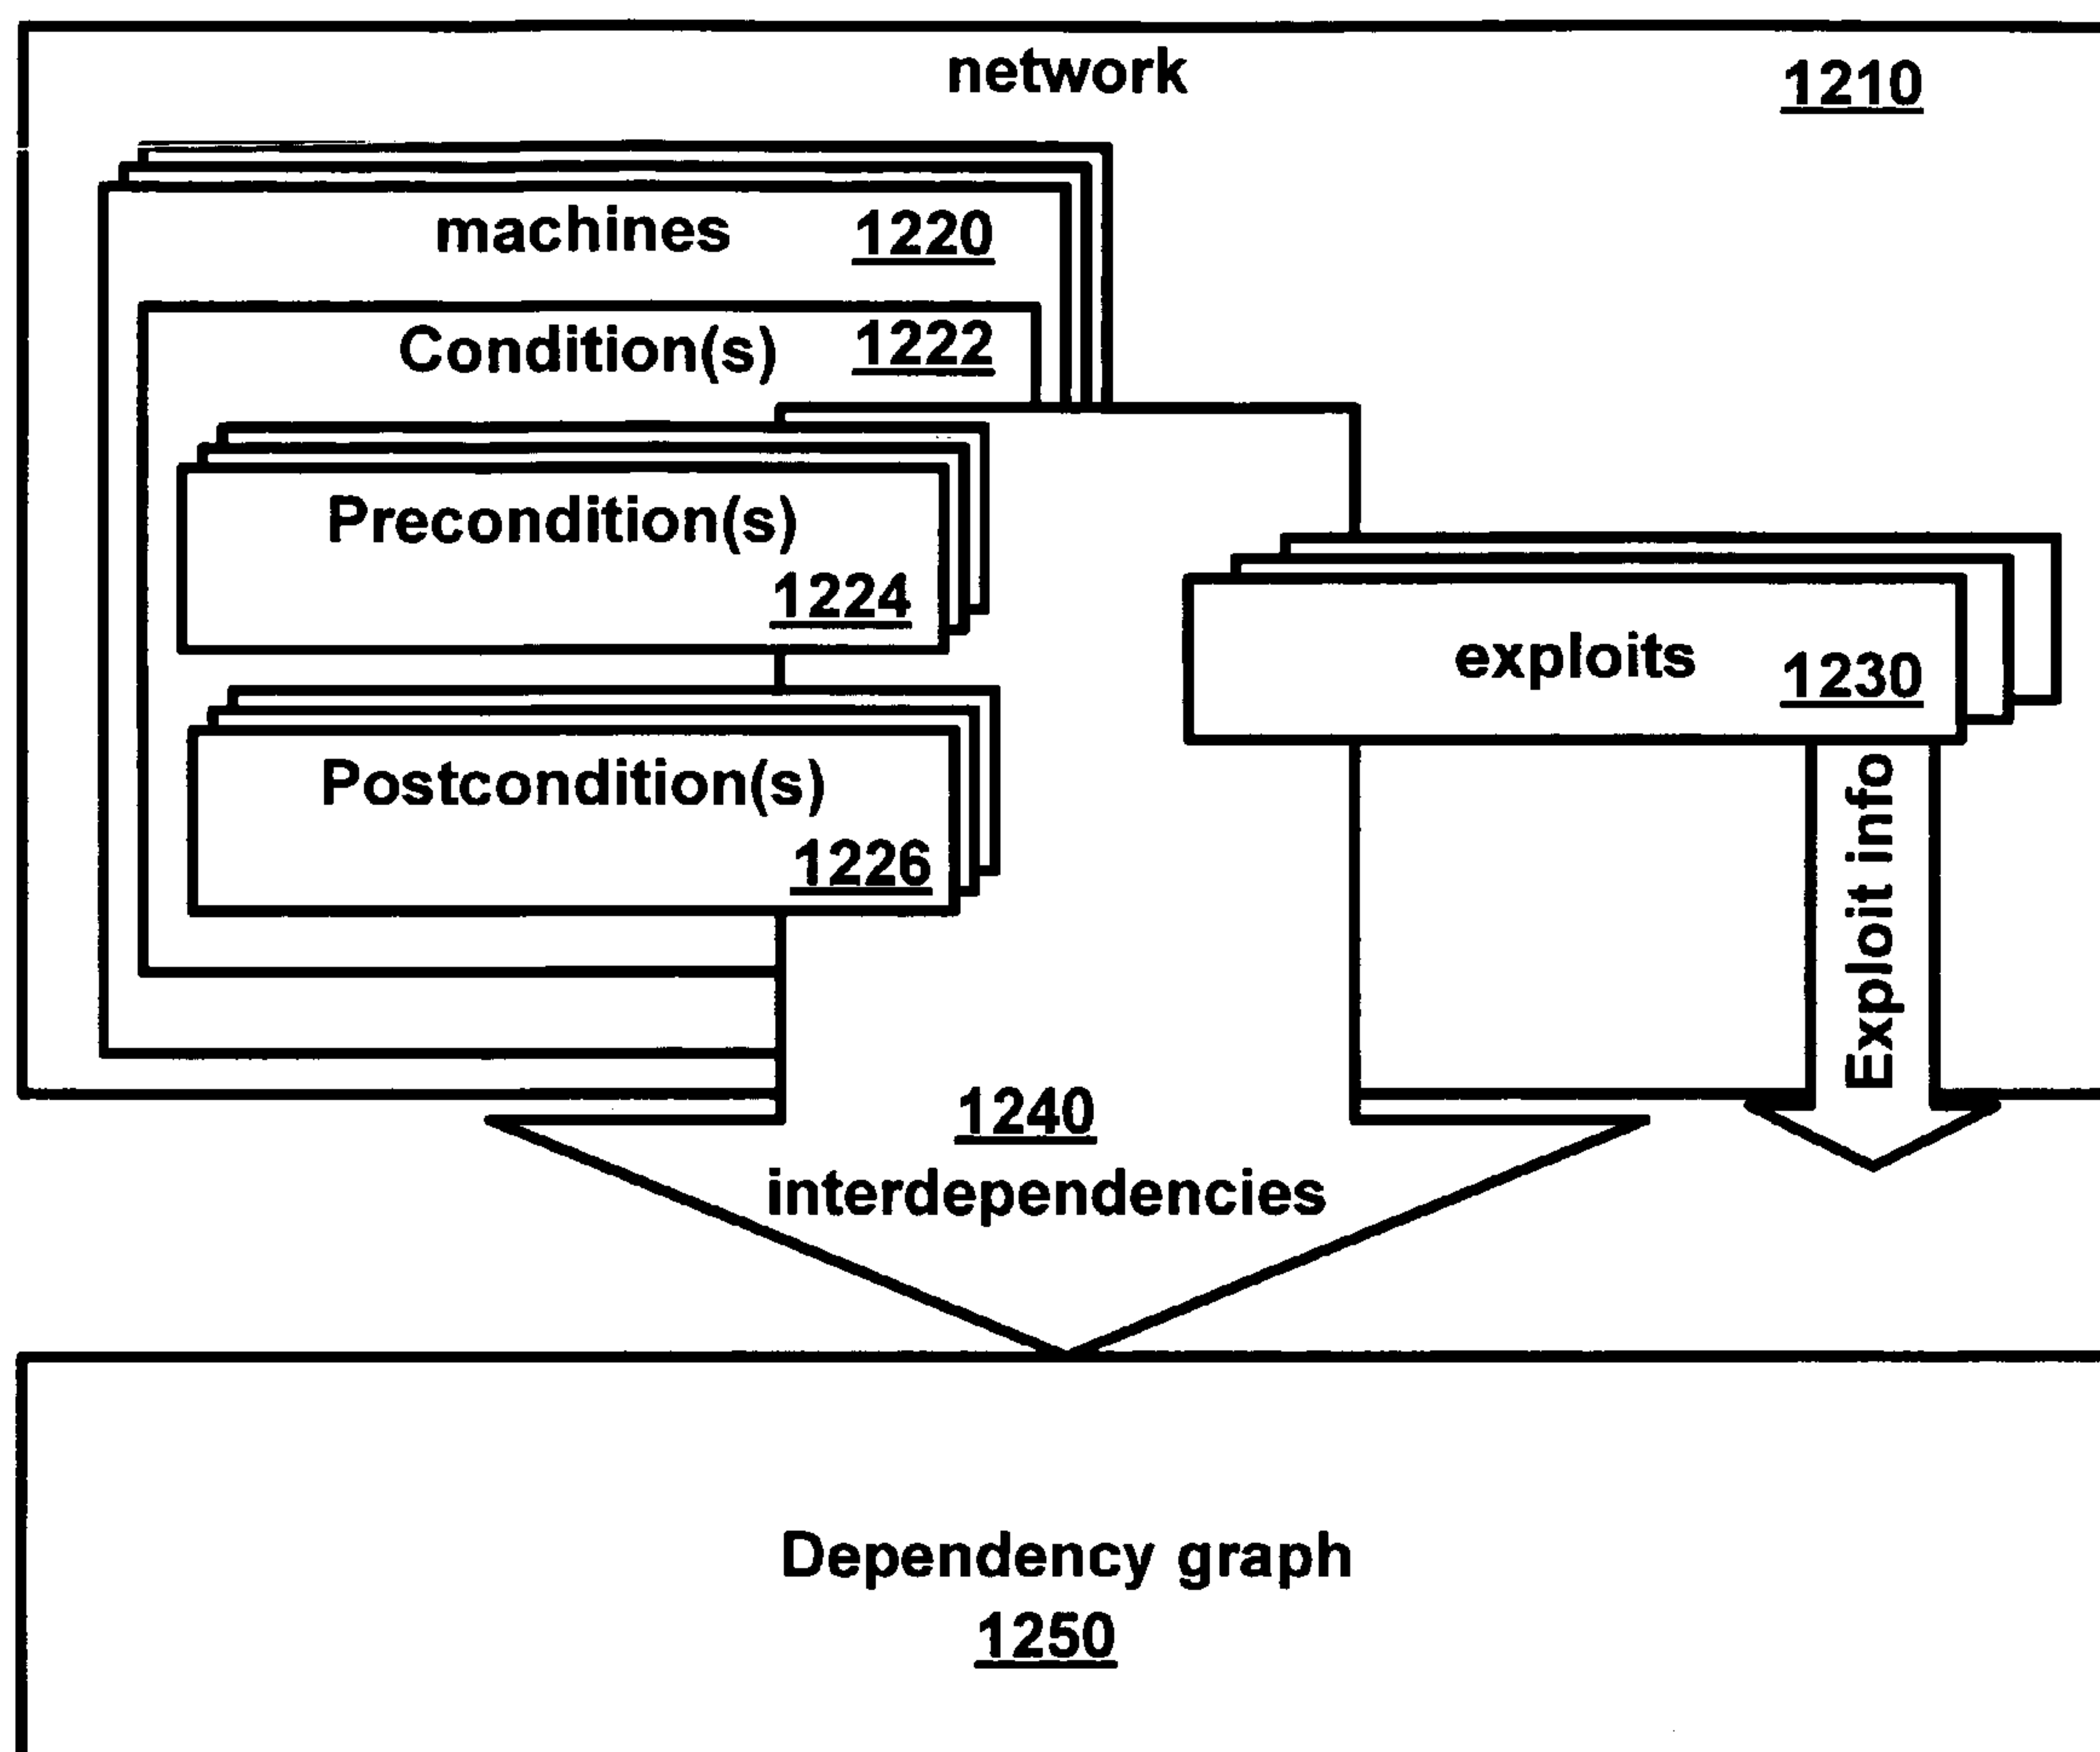 network 1210
machines 1220
Condition(s) 1222
Precondition(s)
1224
exploits 1230
Postcondition(s)
1226
Exploit info
1240
interdependencies
Dependency graph
1250